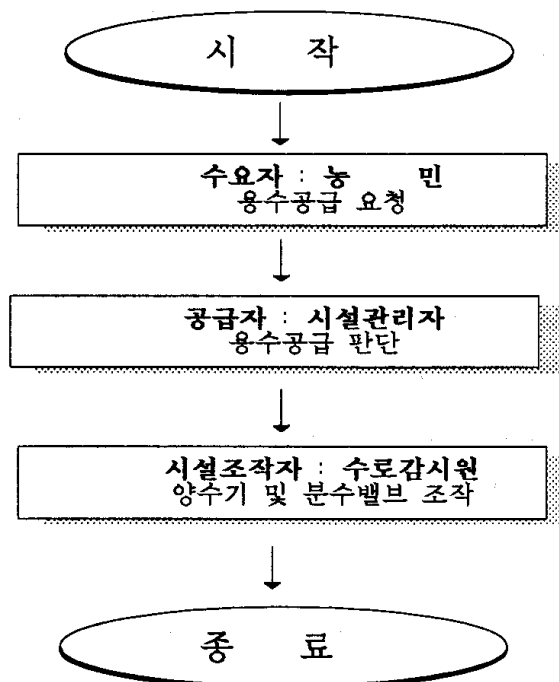 시 작
수요자 : 농 민
용수공급 요청
공급자 : 시설관리자
용수공급 판단
시설조작자 : 수로감시원
양수기 및 분수밸브 조작
종 료